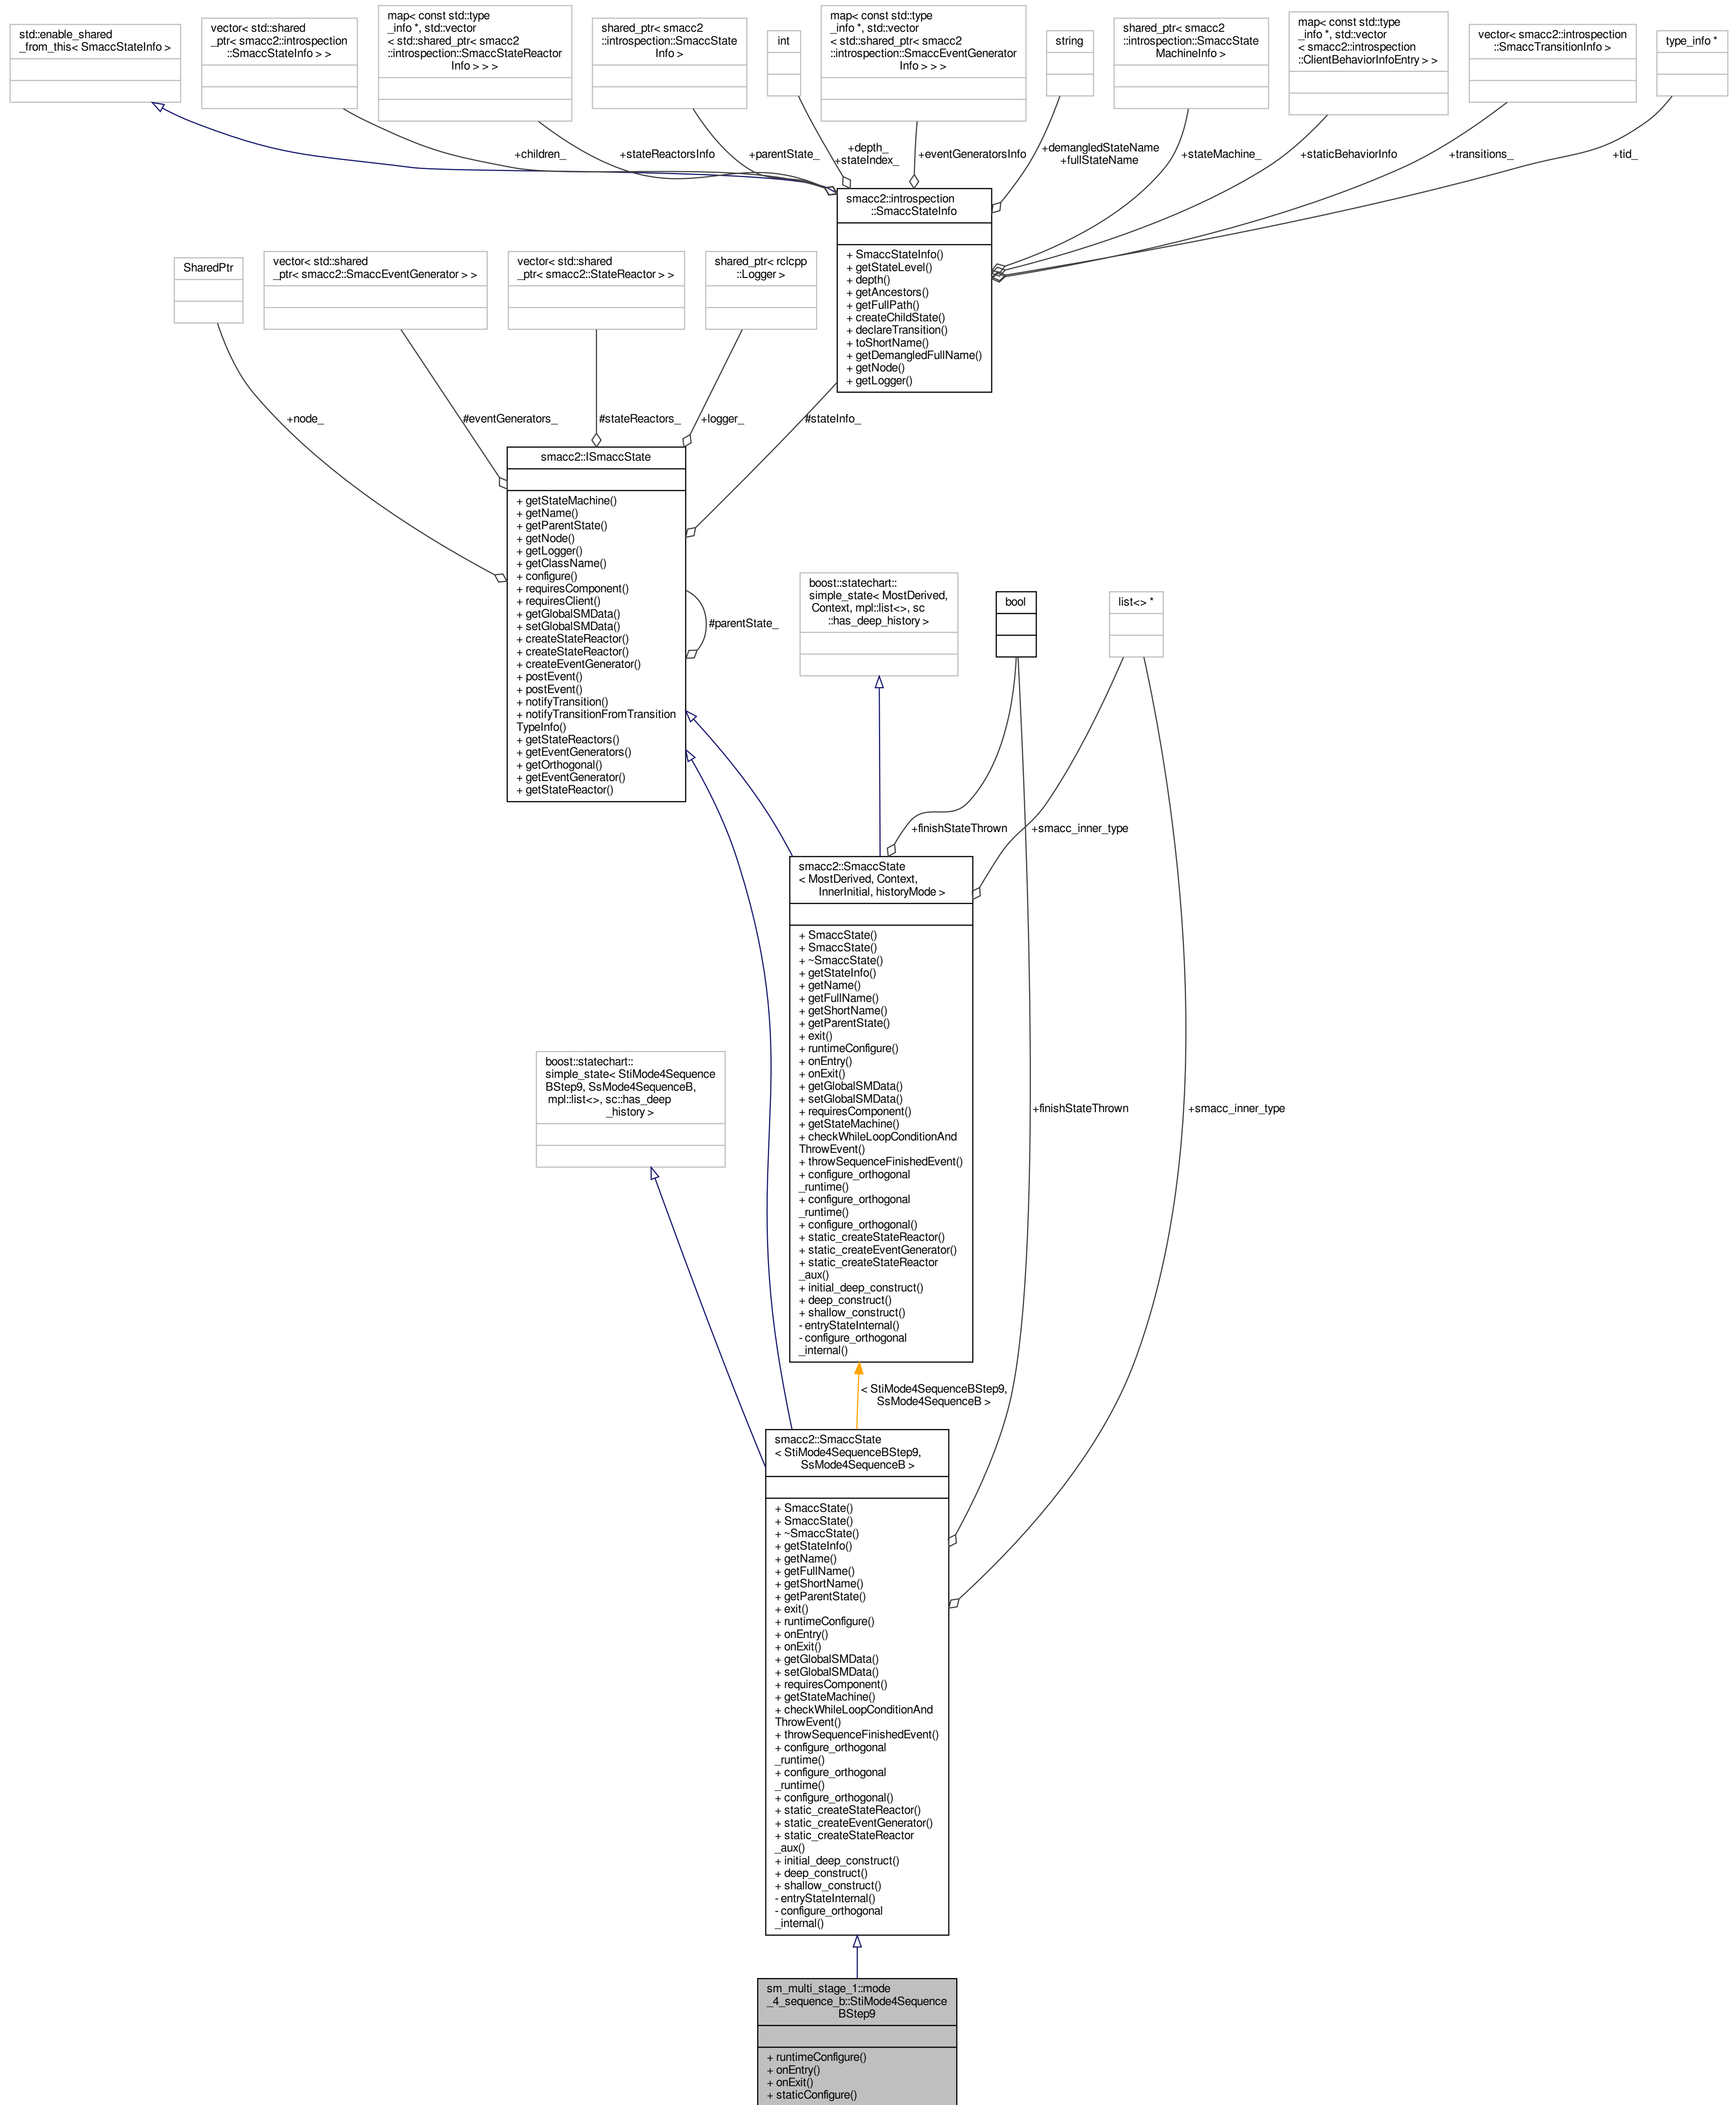 std::enable_shared
_from_this< SmaccStateInfo >
vector< std::shared
_ptr< smacc2::introspection
::SmaccStateInfo > >
map< const std::type
_info *, std::vector
< std::shared_ptr< smacc2
::introspection::SmaccStateReactor
Info > > >
shared_ptr< smacc2
::introspection::SmaccState
Info >
int
map< const std::type
_info *, std::vector
< std::shared_ptr< smacc2
::introspection::SmaccEventGenerator
Info > > >
string
shared_ptr< smacc2
::introspection::SmaccState
MachineInfo >
map< const std::type
_info *, std::vector
< smacc2::introspection
::ClientBehaviorInfoEntry > >
vector< smacc2::introspection
::SmaccTransitionInfo >
type_info *
+children_
+stateReactorsInfo
+parentState_
+depth_
+stateIndex_
+eventGeneratorsInfo
+demangledStateName
+fullStateName
+stateMachine_
+staticBehaviorInfo
+transitions_
+tid_
smacc2::introspection
::SmaccStateInfo
+ SmaccStateInfo()
+ getStateLevel()
+ depth()
+ getAncestors()
+ getFullPath()
+ createChildState()
+ declareTransition()
+ toShortName()
+ getDemangledFullName()
+ getNode()
+ getLogger()
SharedPtr
vector< std::shared
_ptr< smacc2::SmaccEventGenerator > >
vector< std::shared
_ptr< smacc2::StateReactor > >
shared_ptr< rclcpp
::Logger >
+node_
#eventGenerators_
#stateReactors_
+logger_
#stateInfo_
smacc2::ISmaccState
+ getStateMachine()
+ getName()
+ getParentState()
+ getNode()
+ getLogger()
+ getClassName()
+ configure()
+ requiresComponent()
+ requiresClient()
+ getGlobalSMData()
+ setGlobalSMData()
+ createStateReactor()
+ createStateReactor()
+ createEventGenerator()
+ postEvent()
+ postEvent()
+ notifyTransition()
+ notifyTransitionFromTransition
TypeInfo()
+ getStateReactors()
+ getEventGenerators()
+ getOrthogonal()
+ getEventGenerator()
+ getStateReactor()
#parentState_
boost::statechart::
simple_state< MostDerived,
Context, mpl::list<>, sc
::has_deep_history >
bool
list<> *
+finishStateThrown
+smacc_inner_type
smacc2::SmaccState
< MostDerived, Context,
InnerInitial, historyMode >
+ SmaccState()
+ SmaccState()
+ ~SmaccState()
+ getStateInfo()
+ getName()
+ getFullName()
+ getShortName()
+ getParentState()
+ exit()
+ runtimeConfigure()
+ onEntry()
+ onExit()
+ getGlobalSMData()
+ setGlobalSMData()
+ requiresComponent()
+ getStateMachine()
+ checkWhileLoopConditionAnd
ThrowEvent()
+ throwSequenceFinishedEvent()
+ configure_orthogonal
_runtime()
+ configure_orthogonal
_runtime()
+ configure_orthogonal()
+ static_createStateReactor()
+ static_createEventGenerator()
+ static_createStateReactor
_aux()
+ initial_deep_construct()
+ deep_construct()
+ shallow_construct()
- entryStateInternal()
- configure_orthogonal
_internal()
boost::statechart::
simple_state< StiMode4Sequence
BStep9, SsMode4SequenceB,
mpl::list<>, sc::has_deep
_history >
+finishStateThrown
+smacc_inner_type
< StiMode4SequenceBStep9,
SsMode4SequenceB >
smacc2::SmaccState
< StiMode4SequenceBStep9,
SsMode4SequenceB >
+ SmaccState()
+ SmaccState()
+ ~SmaccState()
+ getStateInfo()
+ getName()
+ getFullName()
+ getShortName()
+ getParentState()
+ exit()
+ runtimeConfigure()
+ onEntry()
+ onExit()
+ getGlobalSMData()
+ setGlobalSMData()
+ requiresComponent()
+ getStateMachine()
+ checkWhileLoopConditionAnd
ThrowEvent()
+ throwSequenceFinishedEvent()
+ configure_orthogonal
_runtime()
+ configure_orthogonal
_runtime()
+ configure_orthogonal()
+ static_createStateReactor()
+ static_createEventGenerator()
+ static_createStateReactor
_aux()
+ initial_deep_construct()
+ deep_construct()
+ shallow_construct()
- entryStateInternal()
- configure_orthogonal
_internal()
sm_multi_stage_1::mode
_4_sequence_b::StiMode4Sequence
BStep9
+ runtimeConfigure()
+ onEntry()
+ onExit()
+ staticConfigure()